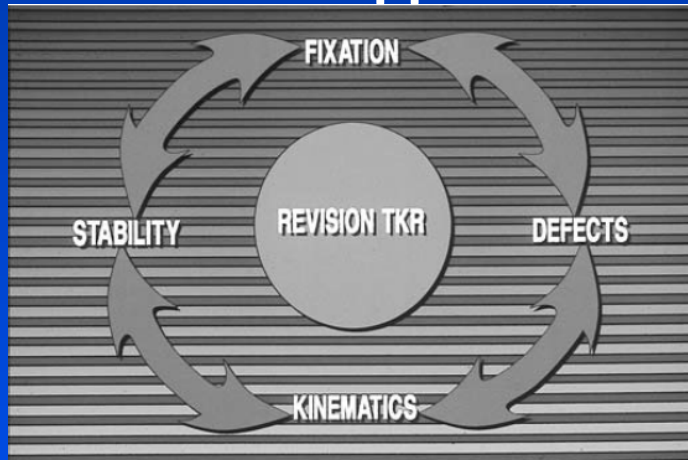 FIXATION
STABILITY
REVISION TKR
DEFECTS
KINEMATICS